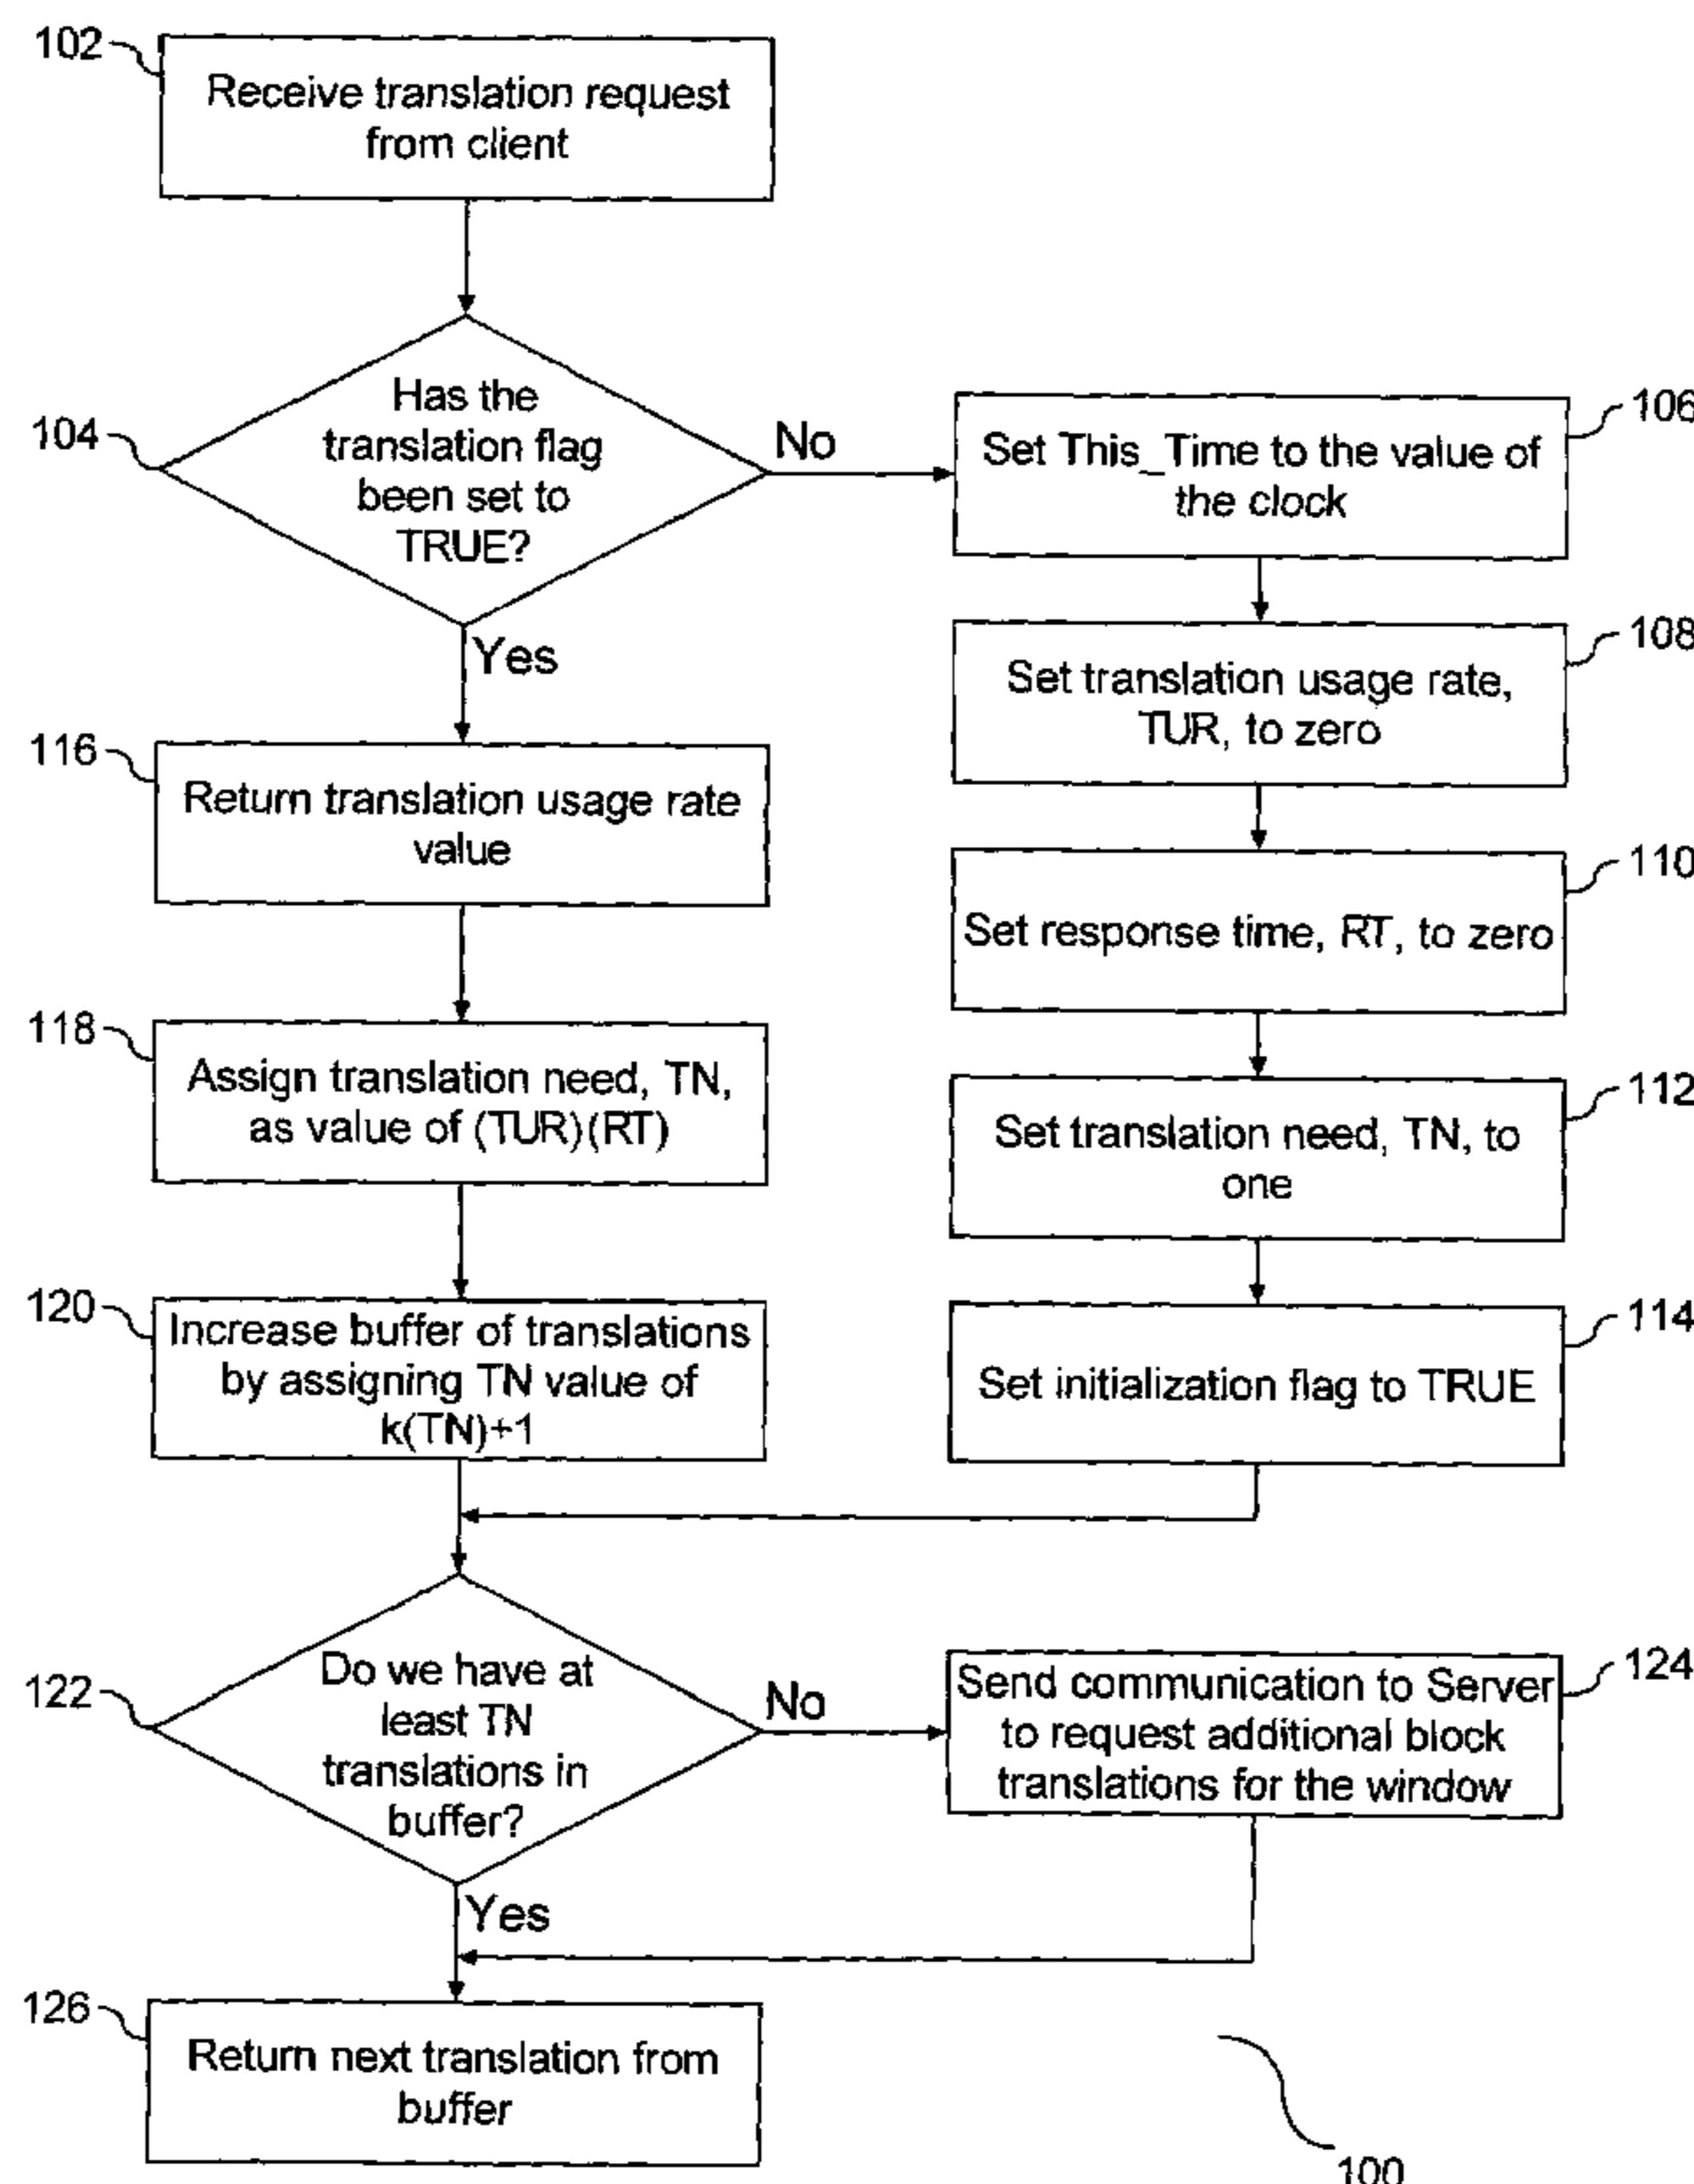 102
Receive translation request
from client
104
Has the
translation flag
been set to
TRUE?
No
Yes
106
Set This_Time to the value of
the clock
108
Set translation usage rate,
TUR, to zero
110
Set response time, RT, to zero
112
Set translation need, TN, to
one
114
Set initialization flag to TRUE
116
Return translation usage rate
value
118
Assign translation need, TN,
as value of (TUR)(RT)
120
Increase buffer of translations
by assigning TN value of
k(TN)+1
122
Do we have at
least TN
translations in
buffer?
No
Yes
124
Send communication to Server
to request additional block
translations for the window
126
Return next translation from
buffer
100